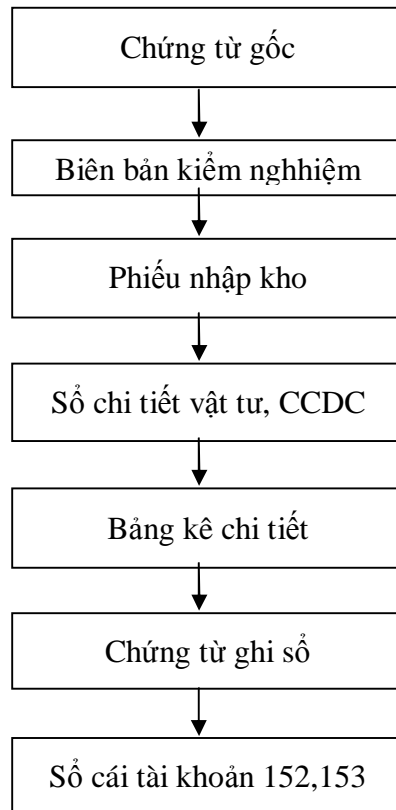 Chứng từ gốc
Biên bản kiểm nghhiệm
Phiếu nhập kho
Sổ chi tiết vật tư, CCDC
Bảng kê chi tiết
Chứng từ ghi sổ
Sổ cái tài khoản 152,153